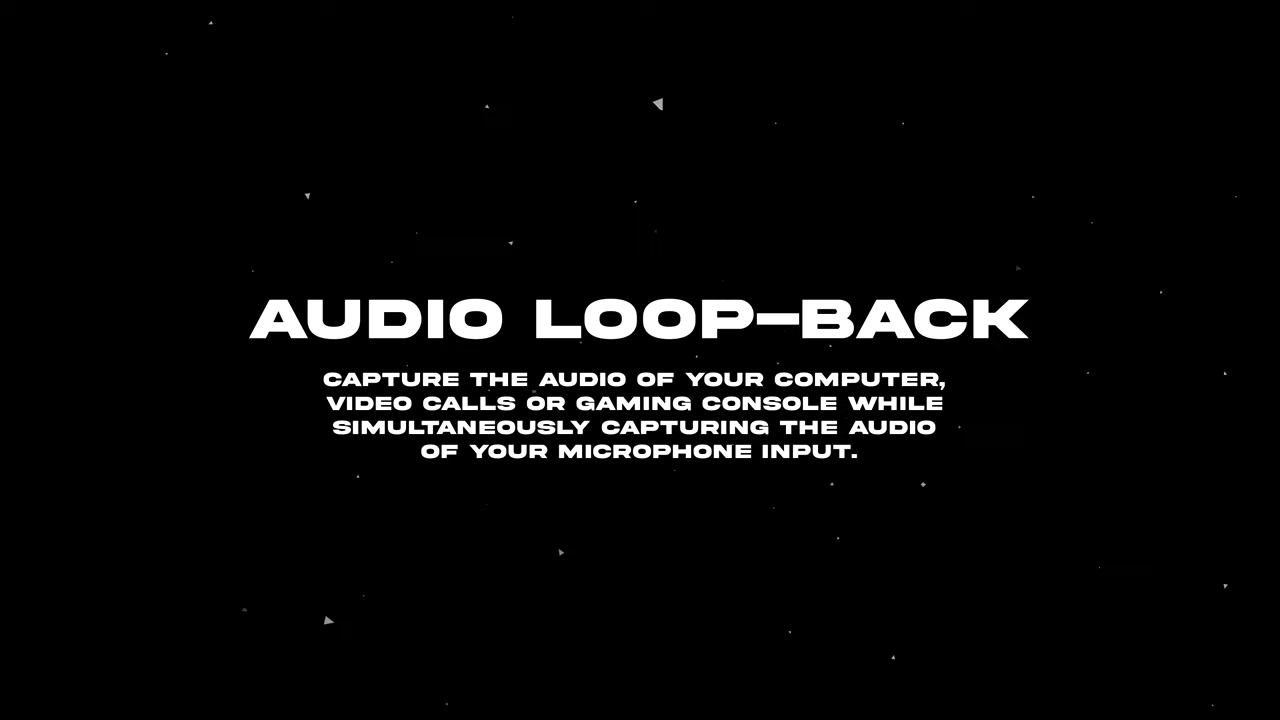 AUDIO LOOP-BACK
CAPTURE THE AUDIO OF YOUR COMPUTER,
VIDEO CALLS OR GAMING CONSOLE WHILE
SIMULTANEOUSLY CAPTURING THE AUDIO
OF YOUR MICROPHONE INPUT.